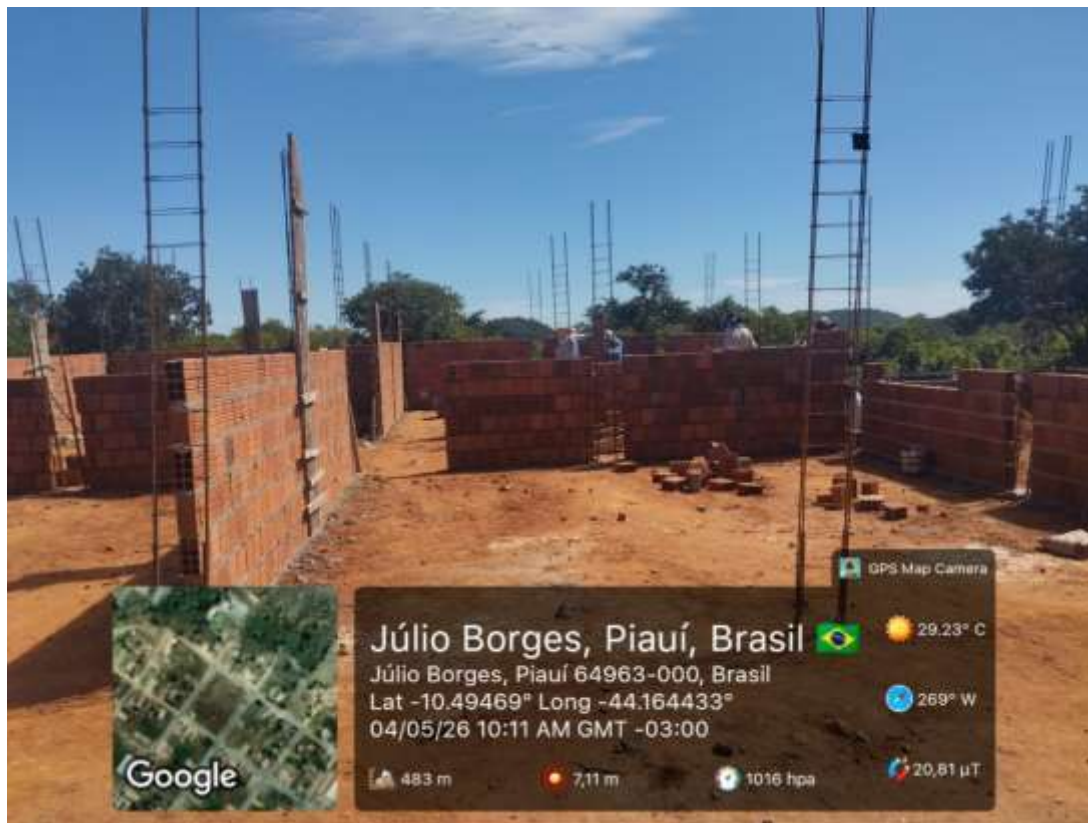 GPS Map Camera
Júlio Borges, Piauí, Brasil
Júlio Borges, Piauí 64963-000, Brasil
Lat -10.49469° Long -44.164433°
04/05/26 10:11 AM GMT -03:00
29.23° C
269° W
483 m
7,11 m
1016 hpa
20,81 µT
Google